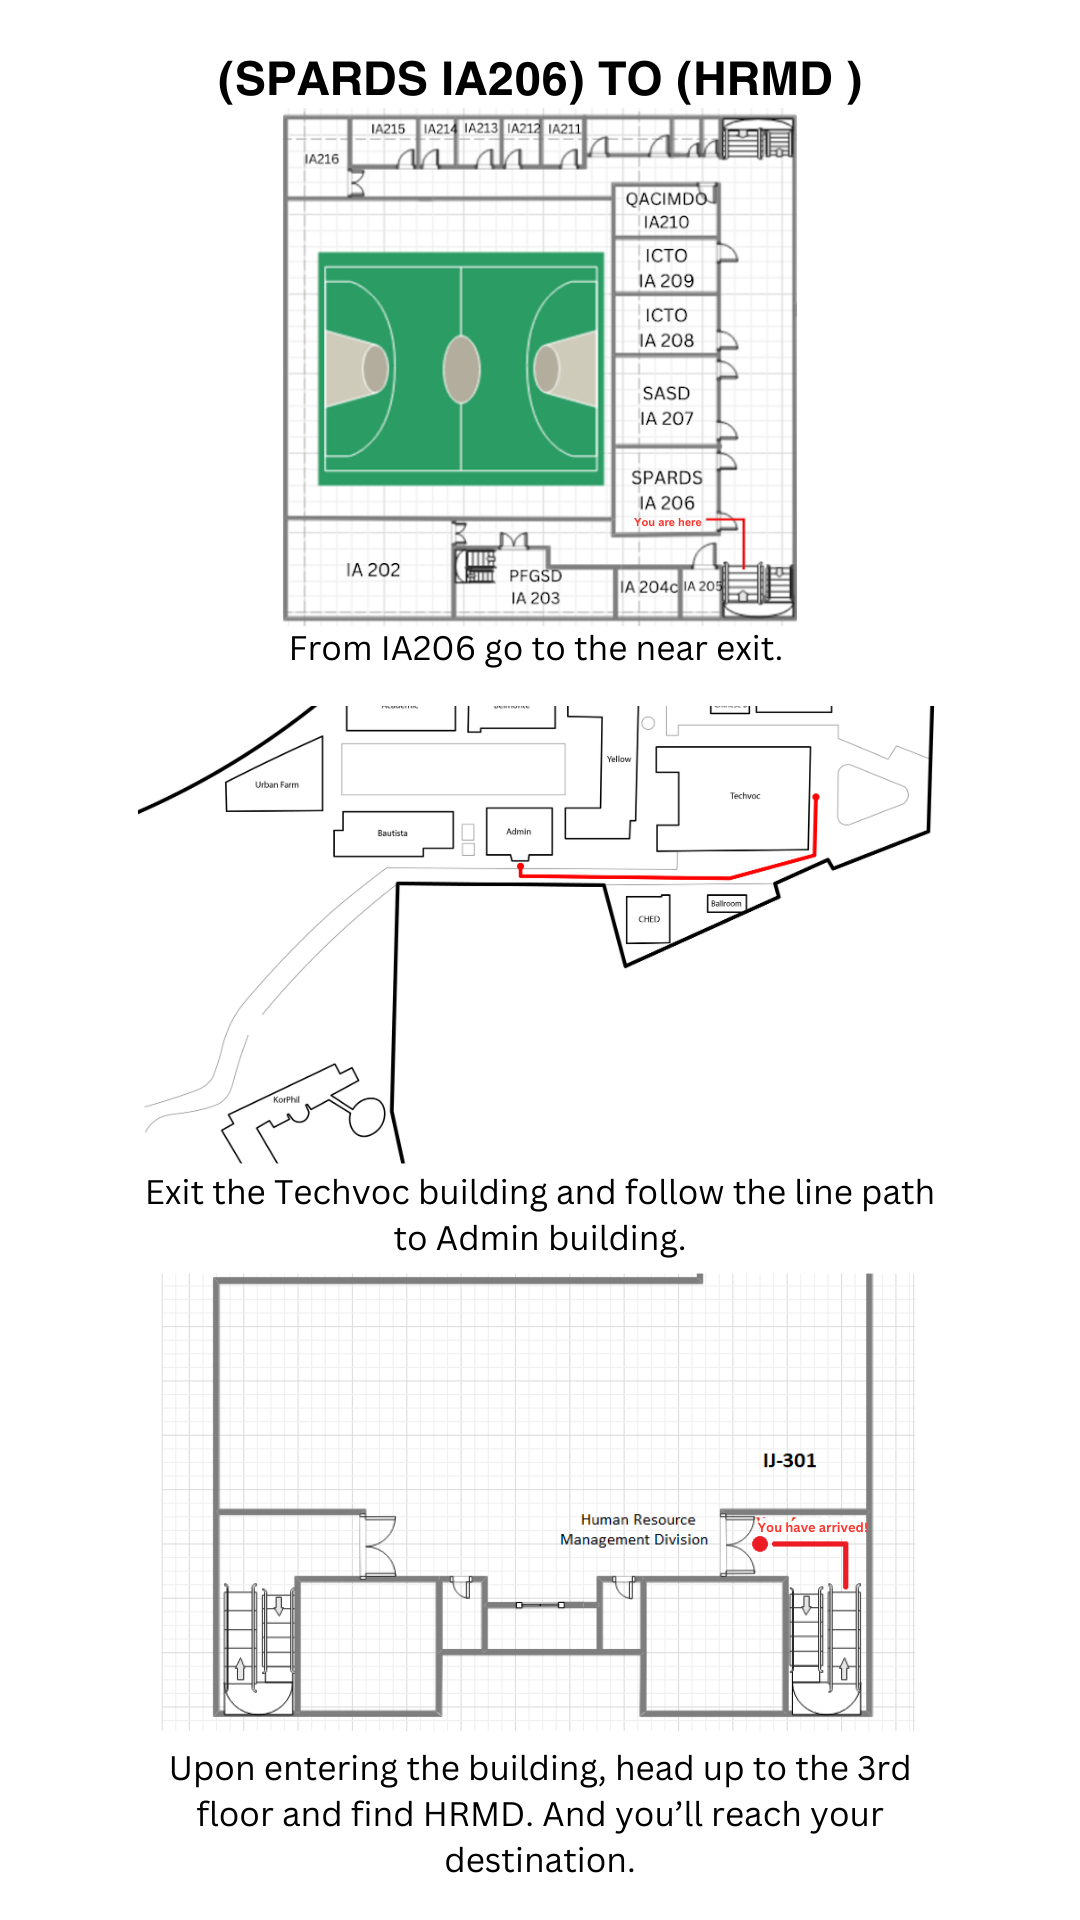 (SPARDS IA206) TO (HRMD )
IA215 IA214 IA213 IA212 IA211
IA216
QACIMDO
IA210
ICTO
IA 209
ICTO
IA 208
SASD
IA 207
SPARDS
IA 206
You are here
IA 202
PFGSD
IA 203
IA 204c
IA 205
From IA206 go to the near exit.
Academic
Belmonte
Yellow
Urban Farm
Techvoc
Bautista
Admin
CHED
Ballroom
KorPhil
Exit the Techvoc building and follow the line path
to Admin building.
IJ-301
Human Resource
Management Division
You have arrived!
Upon entering the building, head up to the 3rd
floor and find HRMD. And you’ll reach your
destination.